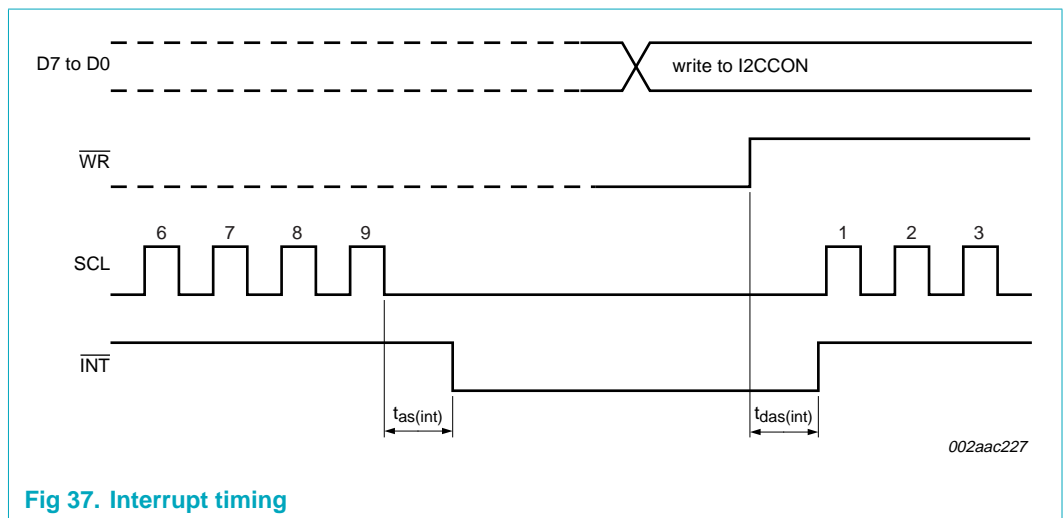 D7 to D0
write to I2CCON
WR
6 7 8 9 1 2 3
SCL
INT
tas(int)
tdas(int)
002aac227
Fig 37. Interrupt timing